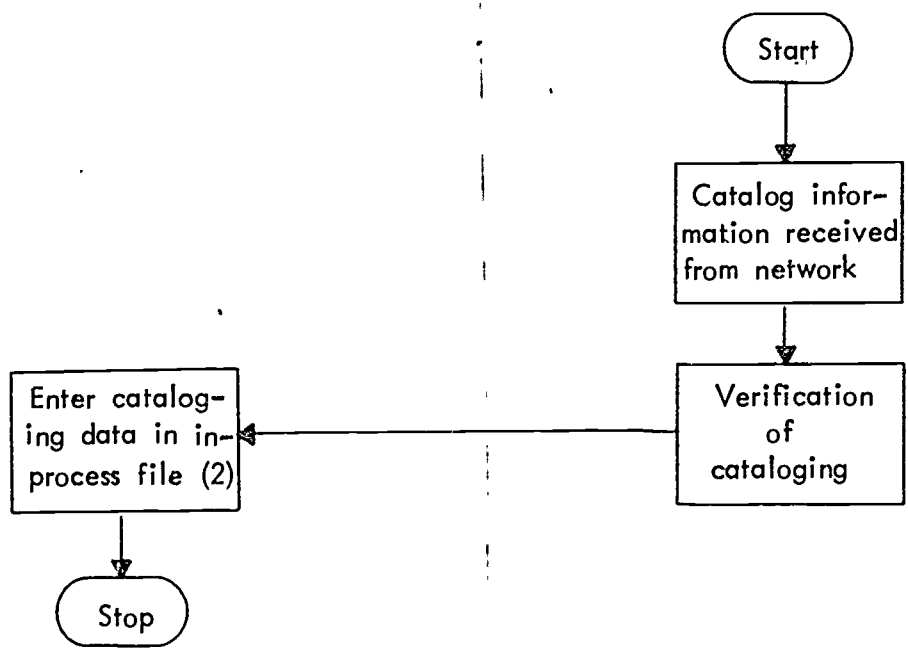 Start
Catalog infor-
mation received
from network
Verification
of
cataloging
Enter catalog-
ing data in in-
process file (2)
Stop